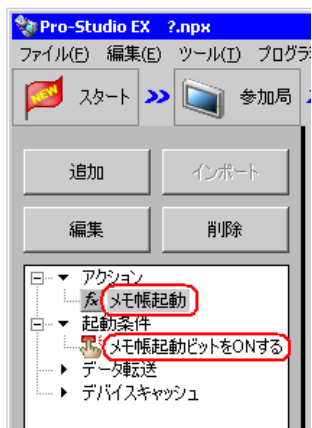 Pro-Studio EX ?.npx
ファイル(F) 編集(E) ツール(T) プログラ
NEW スタート 参加局
追加 インポート
編集 削除
アクション
fx メモ帳起動
起動条件
メモ帳起動ビットをONする
データ転送
デバイスキャッシュ